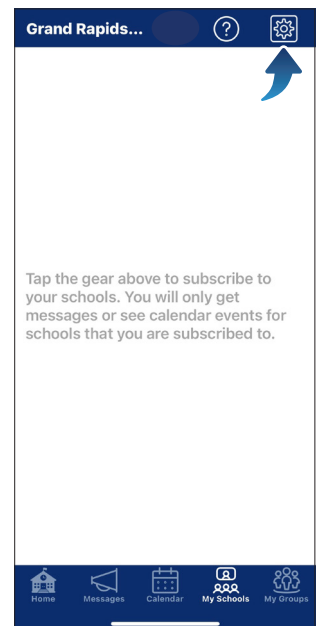 Grand Rapids... ?
Tap the gear above to subscribe to
your schools. You will only get
messages or see calendar events for
schools that you are subscribed to.
Home Messages Calendar My Schools My Groups